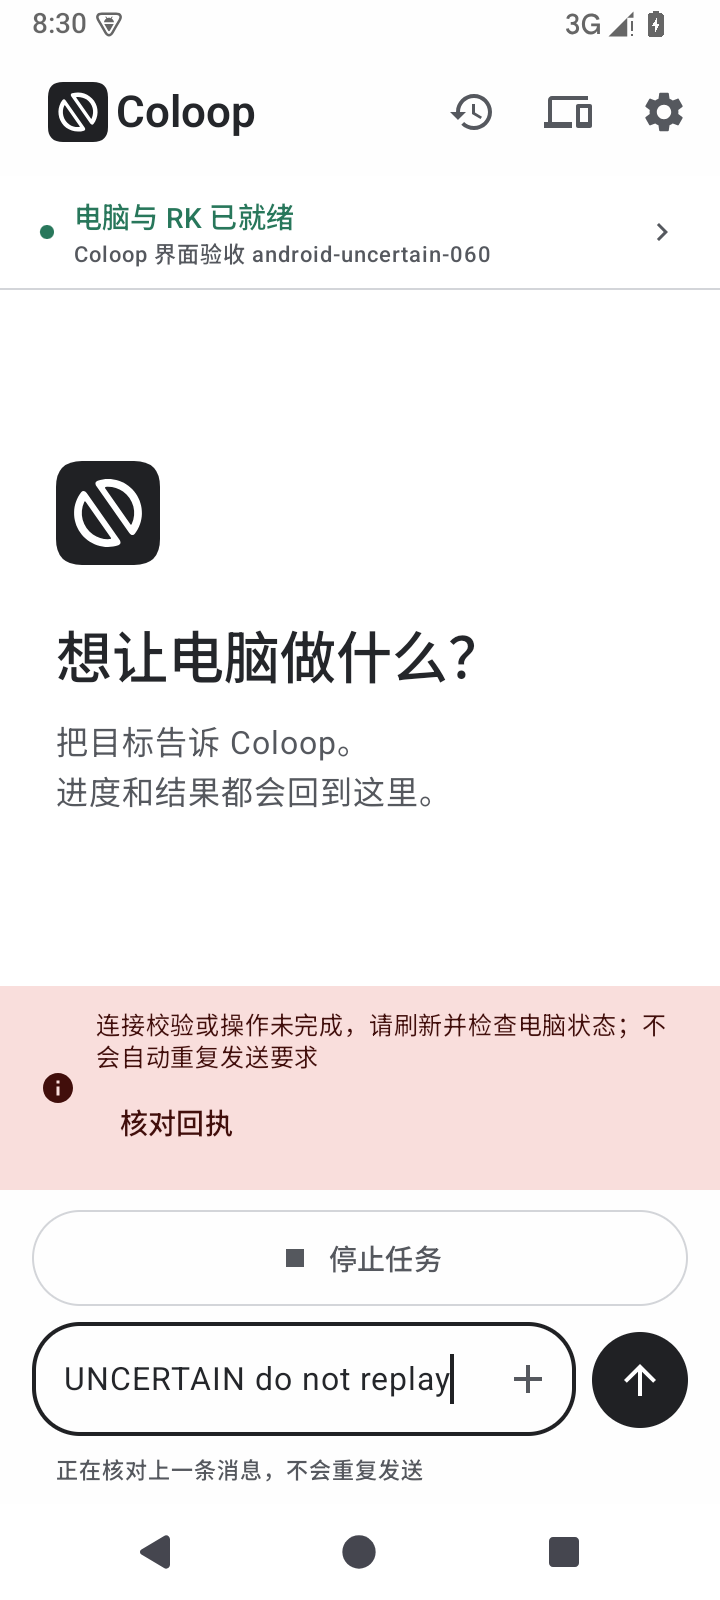 8:30
3G
Coloop
电脑与 RK 已就绪
Coloop 界面验收 android-uncertain-060
想让电脑做什么？
把目标告诉 Coloop。
进度和结果都会回到这里。
连接校验或操作未完成，请刷新并检查电脑状态；不
会自动重复发送要求
核对回执
停止任务
UNCERTAIN do not replay
正在核对上一条消息，不会重复发送